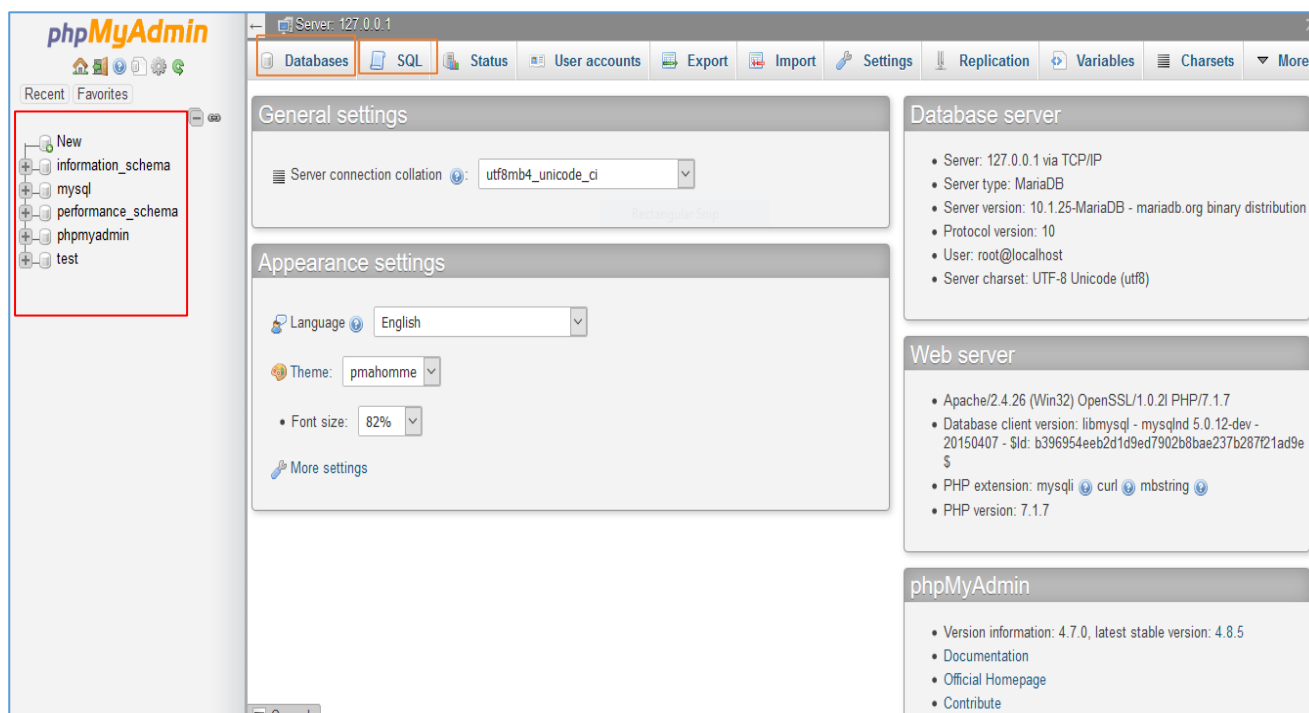 phpMyAdmin
Recent Favorites
New
information_schema
mysql
performance_schema
phpmyadmin
test
Server: 127.0.0.1
Databases SQL Status User accounts Export Import Settings Replication Variables Charsets More
General settings
Server connection collation : utf8mb4_unicode_ci
Rectangular Snip
Appearance settings
Language English
Theme: pmahomme
• Font size: 82%
More settings
Database server
• Server: 127.0.0.1 via TCP/IP
• Server type: MariaDB
• Server version: 10.1.25-MariaDB - mariadb.org binary distribution
• Protocol version: 10
• User: root@localhost
• Server charset: UTF-8 Unicode (utf8)
Web server
• Apache/2.4.26 (Win32) OpenSSL/1.0.2l PHP/7.1.7
• Database client version: libmysql - mysqlnd 5.0.12-dev -
20150407 - $Id: b396954eeb2d1d9ed7902b8bae237b287f21ad9e
$
• PHP extension: mysqli curl mbstring
• PHP version: 7.1.7
phpMyAdmin
• Version information: 4.7.0, latest stable version: 4.8.5
• Documentation
• Official Homepage
• Contribute